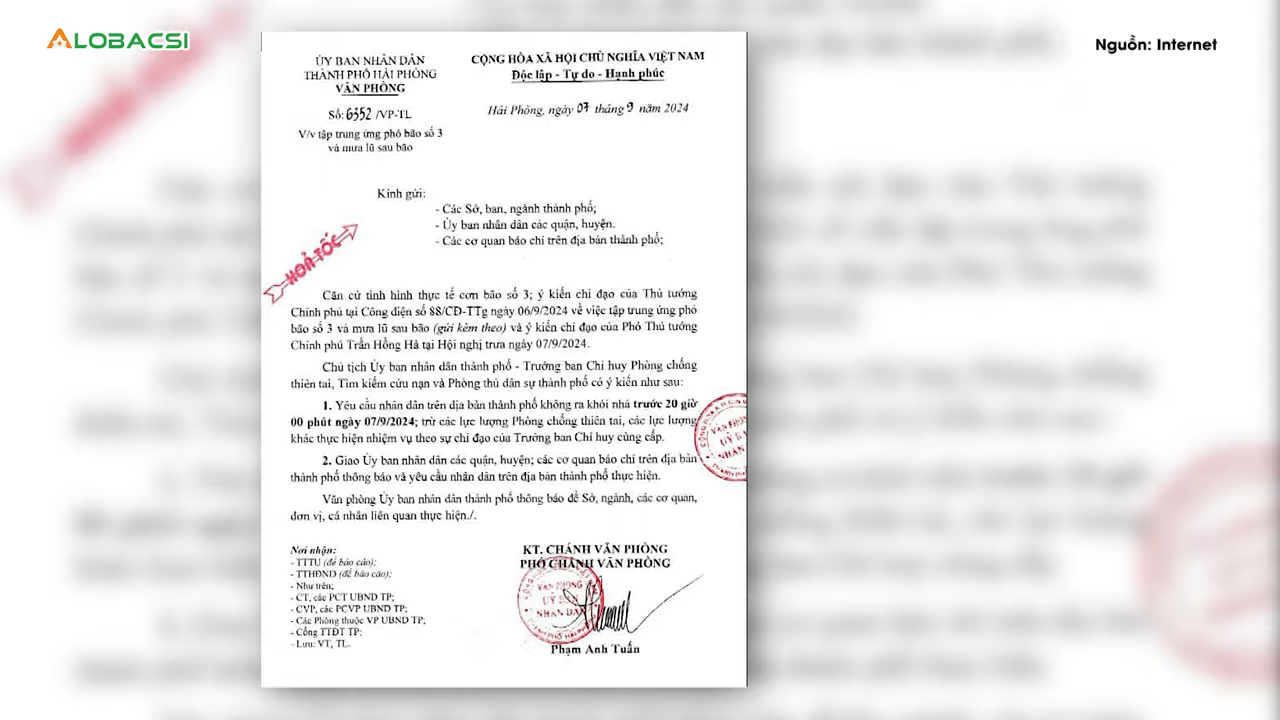 ALOBACSI
Nguồn: Internet
ỦY BAN NHÂN DÂN
THÀNH PHỐ HẢI PHÒNG
VĂN PHÒNG
CỘNG HÒA XÃ HỘI CHỦ NGHĨA VIỆT NAM
Độc lập - Tự do - Hạnh phúc
Số: 6352 /VP-TL
Hải Phòng, ngày 07 tháng 9 năm 2024
V/v tập trung ứng phó bão số 3
và mưa lũ sau bão
Kính gửi:
- Các Sở, ban, ngành thành phố;
- Ủy ban nhân dân các quận, huyện.
- Các cơ quan báo chí trên địa bàn thành phố;
HOẢ TỐC
Căn cứ tình hình thực tế cơn bão số 3; ý kiến chỉ đạo của Thủ tướng
Chính phủ tại Công điện số 88/CĐ-TTg ngày 06/9/2024 về việc tập trung ứng phó
bão số 3 và mưa lũ sau bão (gửi kèm theo) và ý kiến chỉ đạo của Phó Thủ tướng
Chính phủ Trần Hồng Hà tại Hội nghị trưa ngày 07/9/2024.
Chủ tịch Ủy ban nhân dân thành phố - Trưởng ban Chỉ huy Phòng chống
thiên tai, Tìm kiếm cứu nạn và Phòng thủ dân sự thành phố có ý kiến như sau:
1. Yêu cầu nhân dân trên địa bàn thành phố không ra khỏi nhà trước 20 giờ
00 phút ngày 07/9/2024; trừ các lực lượng Phòng chống thiên tai, các lực lượng
khác thực hiện nhiệm vụ theo sự chỉ đạo của Trưởng ban Chỉ huy cùng cấp.
2. Giao Ủy ban nhân dân các quận, huyện; các cơ quan báo chí trên địa bàn
thành phố thông báo và yêu cầu nhân dân trên địa bàn thành phố thực hiện.
Văn phòng Ủy ban nhân dân thành phố thông báo để Sở, ngành, các cơ quan,
đơn vị, cá nhân liên quan thực hiện./.
Nơi nhận:
- TTTU (để báo cáo);
- TTHĐND (để báo cáo);
- Như trên;
- CT, các PCT UBND TP;
- CVP, các PCVP UBND TP;
- Các Phòng thuộc VP UBND TP;
- Cổng TTĐT TP;
- Lưu: VT, TL.
KT. CHÁNH VĂN PHÒNG
PHÓ CHÁNH VĂN PHÒNG
VĂN PHÒNG
ỦY BAN
NHÂN DÂN
Phạm Anh Tuấn